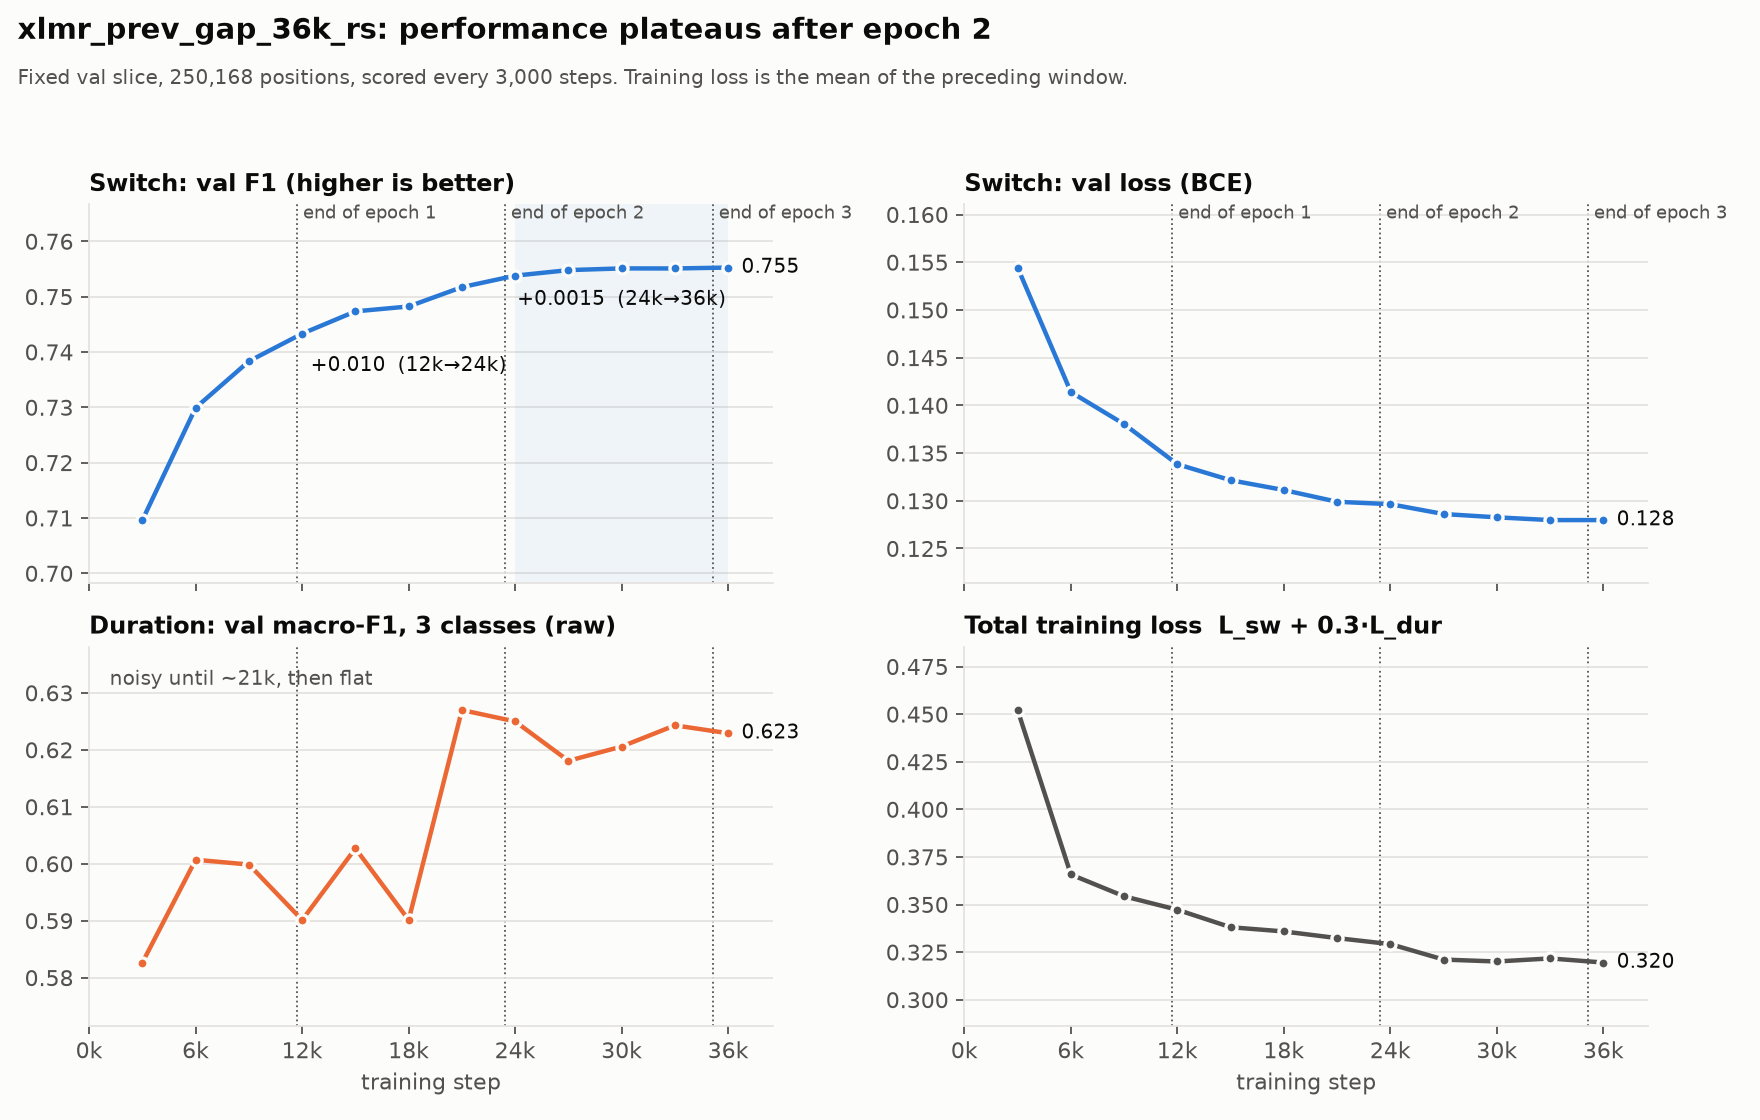 xlmr_prev_gap_36k_rs: performance plateaus after epoch 2
Fixed val slice, 250,168 positions, scored every 3,000 steps. Training loss is the mean of the preceding window.
Switch: val F1 (higher is better)
end of epoch 1
end of epoch 2
end of epoch 3
0.76
0.75
0.74
0.73
0.72
0.71
0.70
0.755
+0.0015 (24k→36k)
+0.010 (12k→24k)
Switch: val loss (BCE)
end of epoch 1
end of epoch 2
end of epoch 3
0.160
0.155
0.150
0.145
0.140
0.135
0.130
0.125
0.128
Duration: val macro-F1, 3 classes (raw)
noisy until ~21k, then flat
0.63
0.62
0.61
0.60
0.59
0.58
0.623
0k 6k 12k 18k 24k 30k 36k
training step
Total training loss L_sw + 0.3·L_dur
0.475
0.450
0.425
0.400
0.375
0.350
0.325
0.300
0.320
0k 6k 12k 18k 24k 30k 36k
training step